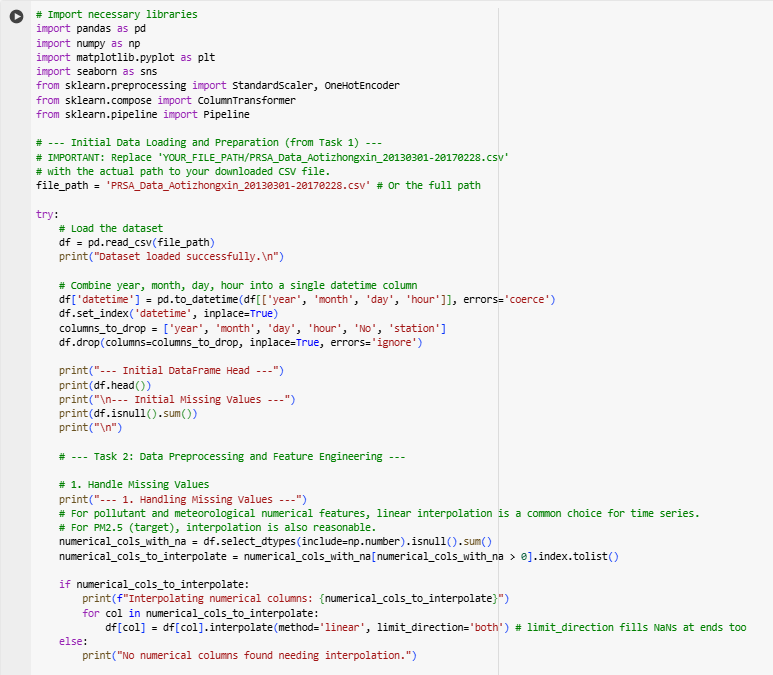 # Import necessary libraries
import pandas as pd
import numpy as np
import matplotlib.pyplot as plt
import seaborn as sns
from sklearn.preprocessing import StandardScaler, OneHotEncoder
from sklearn.compose import ColumnTransformer
from sklearn.pipeline import Pipeline

# --- Initial Data Loading and Preparation (from Task 1) ---
# IMPORTANT: Replace 'YOUR_FILE_PATH/PRSA_Data_Aotizhongxin_20130301-20170228.csv'
# with the actual path to your downloaded CSV file.
file_path = 'PRSA_Data_Aotizhongxin_20130301-20170228.csv' # Or the full path

try:
    # Load the dataset
    df = pd.read_csv(file_path)
    print("Dataset loaded successfully.\n")

    # Combine year, month, day, hour into a single datetime column
    df['datetime'] = pd.to_datetime(df[['year', 'month', 'day', 'hour']], errors='coerce')
    df.set_index('datetime', inplace=True)
    columns_to_drop = ['year', 'month', 'day', 'hour', 'No', 'station']
    df.drop(columns=columns_to_drop, inplace=True, errors='ignore')

    print("--- Initial DataFrame Head ---")
    print(df.head())
    print("\n--- Initial Missing Values ---")
    print(df.isnull().sum())
    print("\n")

    # --- Task 2: Data Preprocessing and Feature Engineering ---

    # 1. Handle Missing Values
    print("--- 1. Handling Missing Values ---")
    # For pollutant and meteorological numerical features, linear interpolation is a common choice for time series.
    # For PM2.5 (target), interpolation is also reasonable.
    numerical_cols_with_na = df.select_dtypes(include=np.number).isnull().sum()
    numerical_cols_to_interpolate = numerical_cols_with_na[numerical_cols_with_na > 0].index.tolist()

    if numerical_cols_to_interpolate:
        print(f"Interpolating numerical columns: {numerical_cols_to_interpolate}")
        for col in numerical_cols_to_interpolate:
            df[col] = df[col].interpolate(method='linear', limit_direction='both') # limit_direction fills NaNs at ends too
    else:
        print("No numerical columns found needing interpolation.")